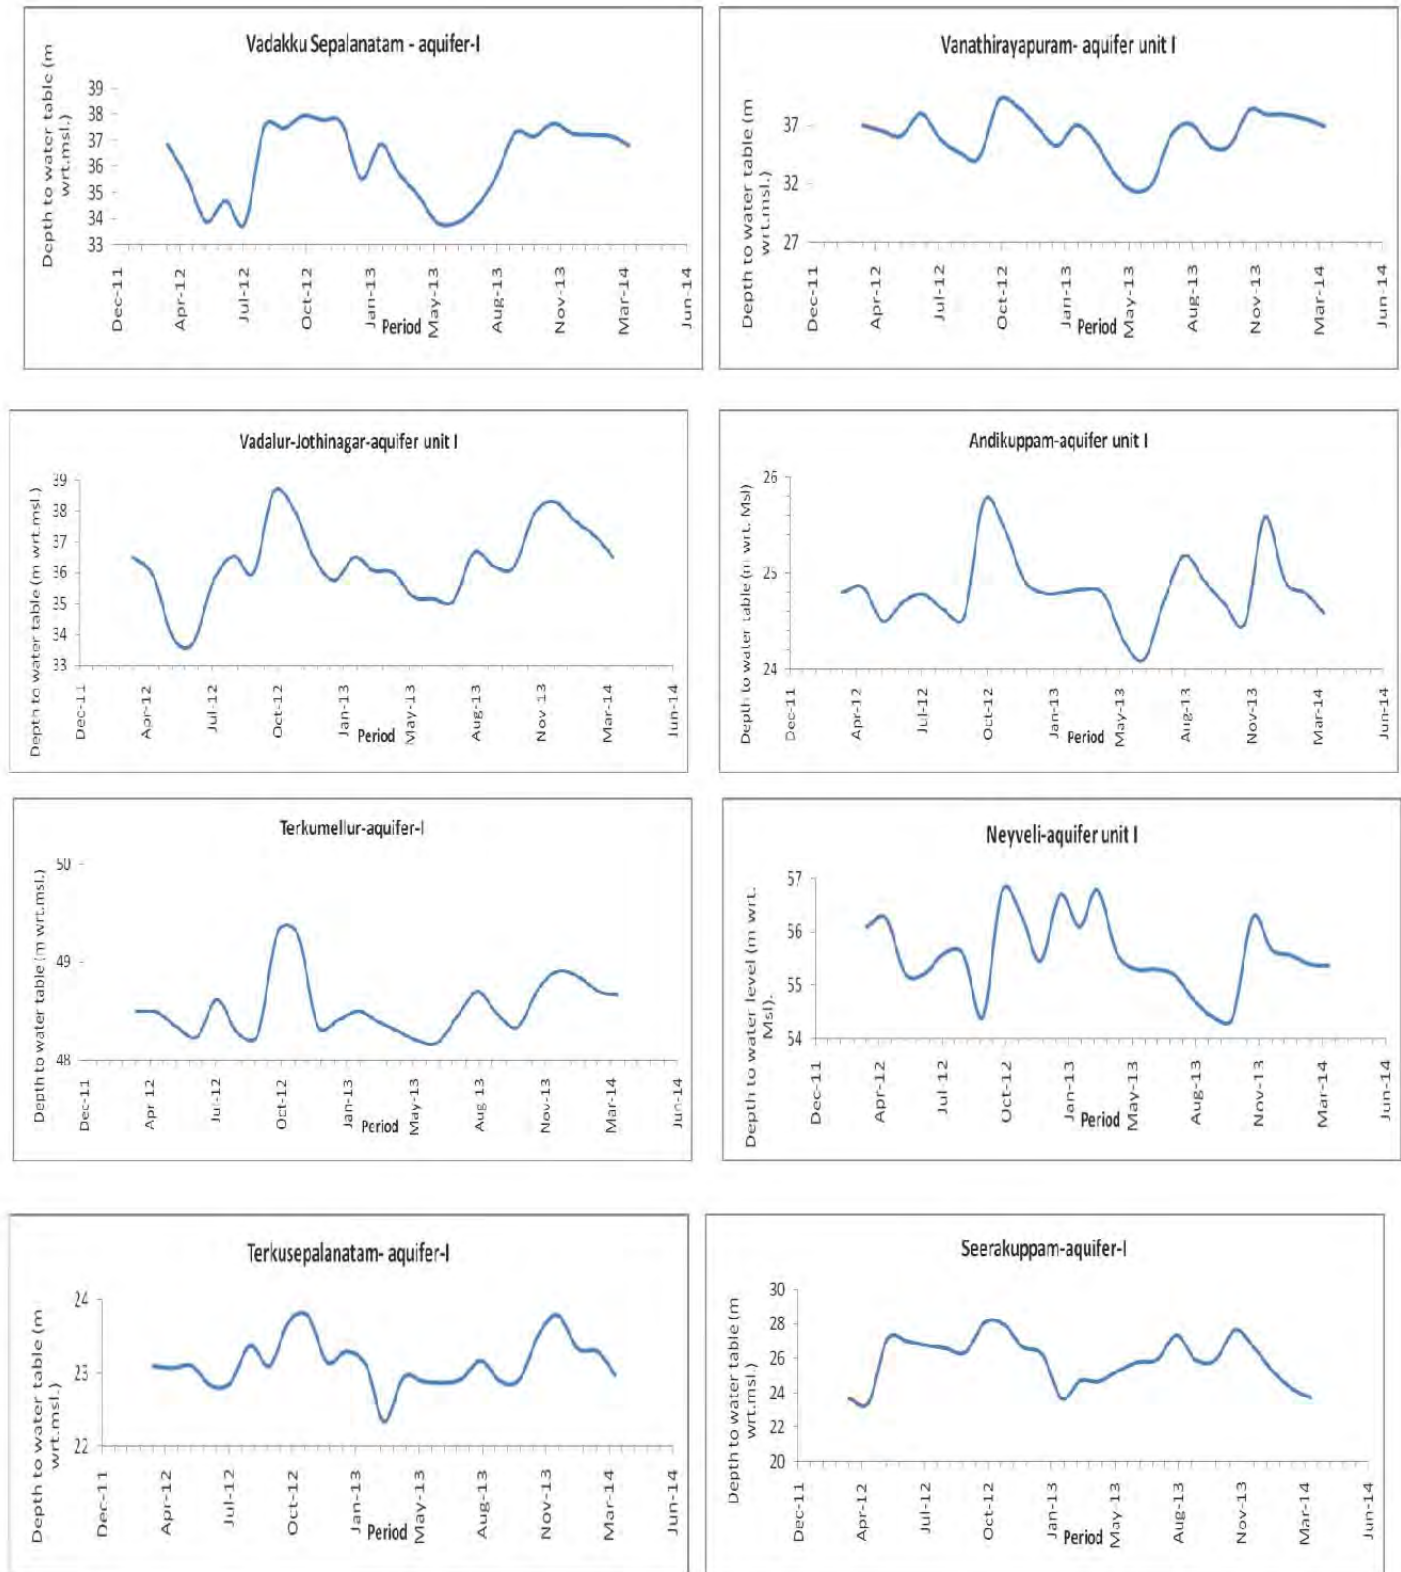 Vadakku Sepalanatam - aquifer-I
Depth to water table (m
wrt.msl.)
39
38
37
36
35
34
33
Dec-11
Apr-12
Jul-12
Oct-12
Jan-13
May-13
Aug-13
Nov-13
Mar-14
Jun-14
Period
Vanathirayapuram- aquifer unit I
Depth to water table (m
wrt.msl.)
37
32
27
Dec-11
Apr-12
Jul-12
Oct-12
Jan-13
May-13
Aug-13
Nov-13
Mar-14
Jun-14
Period
Vadalur-Jothinagar-aquifer unit I
Depth to water table (m wrt.msl.)
39
38
37
36
35
34
33
Dec-11
Apr-12
Jul-12
Oct-12
Jan-13
May-13
Aug-13
Nov 13
Mar-14
Jun-14
Period
Andikuppam-aquifer unit I
Depth to water table (m wrt. Msl)
26
25
24
Dec-11
Apr-12
Jul-12
Oct-12
Jan-13
May-13
Aug-13
Nov-13
Mar-14
Jun-14
Period
Terkumellur-aquifer-I
Depth to water table (m wrt.msl.)
50
49
48
Dec-11
Apr 12
Jul-12
Oct-12
Jan-13
May-13
Aug 13
Nov-13
Mar-14
Jun-14
Period
Neyveli-aquifer unit I
Depth to water level (m wrt.
Msl).
57
56
55
54
Dec-11
Apr-12
Jul-12
Oct-12
Jan-13
May-13
Aug-13
Nov-13
Mar-14
Jun-14
Period
Terkusepalanatam- aquifer-I
Depth to water table (m
wrt.msl.)
24
23
22
Dec-11
Apr-12
Jul-12
Oct-12
Jan-13
May-13
Aug-13
Nov-13
Mar-14
Jun-14
Period
Seerakuppam-aquifer-I
Depth to water table (m
wrt.msl.)
30
28
26
24
22
20
Dec-11
Apr-12
Jul-12
Oct-12
Jan-13
May-13
Aug-13
Nov-13
Mar-14
Jun-14
Period